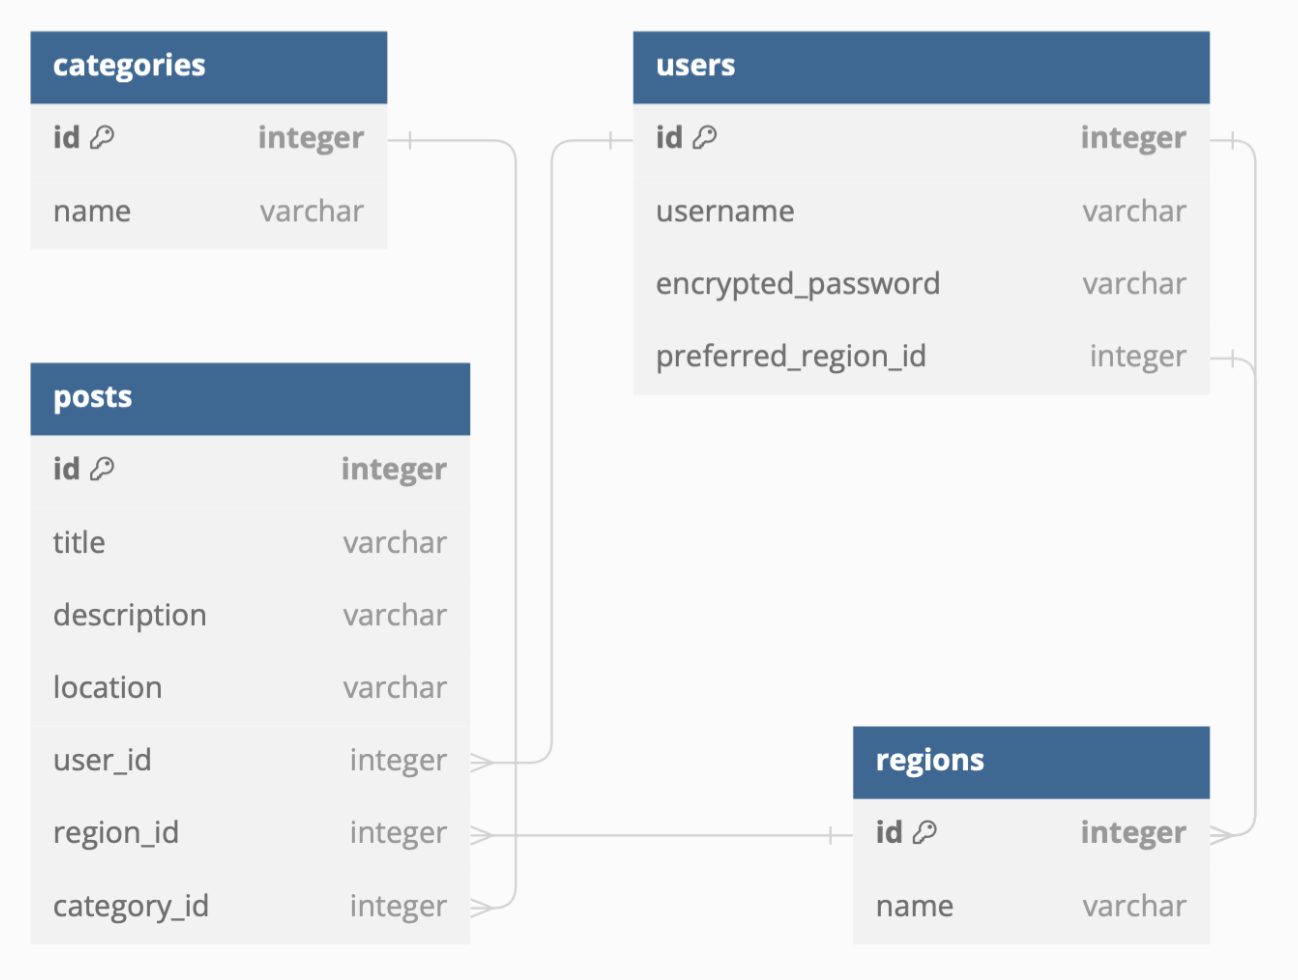 categories
id integer
name varchar
users
id integer
username varchar
encrypted_password varchar
preferred_region_id integer
posts
id integer
title varchar
description varchar
location varchar
user_id integer
region_id integer
category_id integer
regions
id integer
name varchar